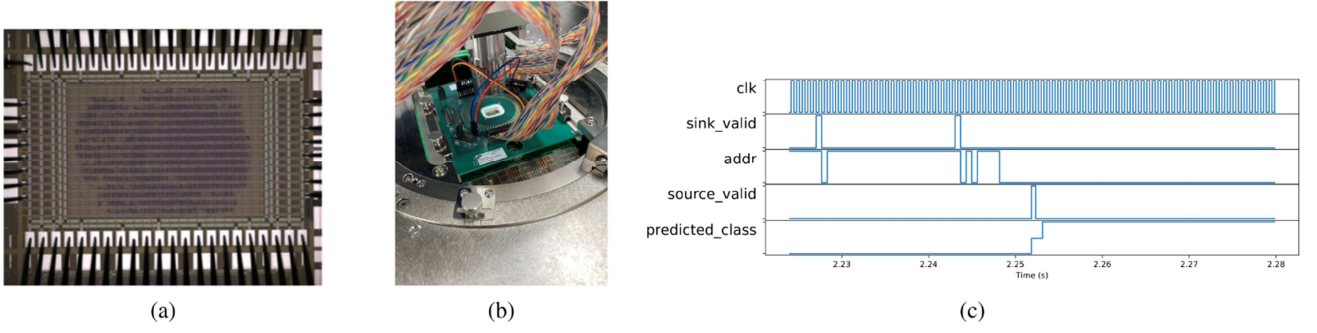 clk
sink_valid
addr
source_valid
predicted_class
2.23 2.24 2.25 2.26 2.27 2.28
Time (s)
(a) (b) (c)